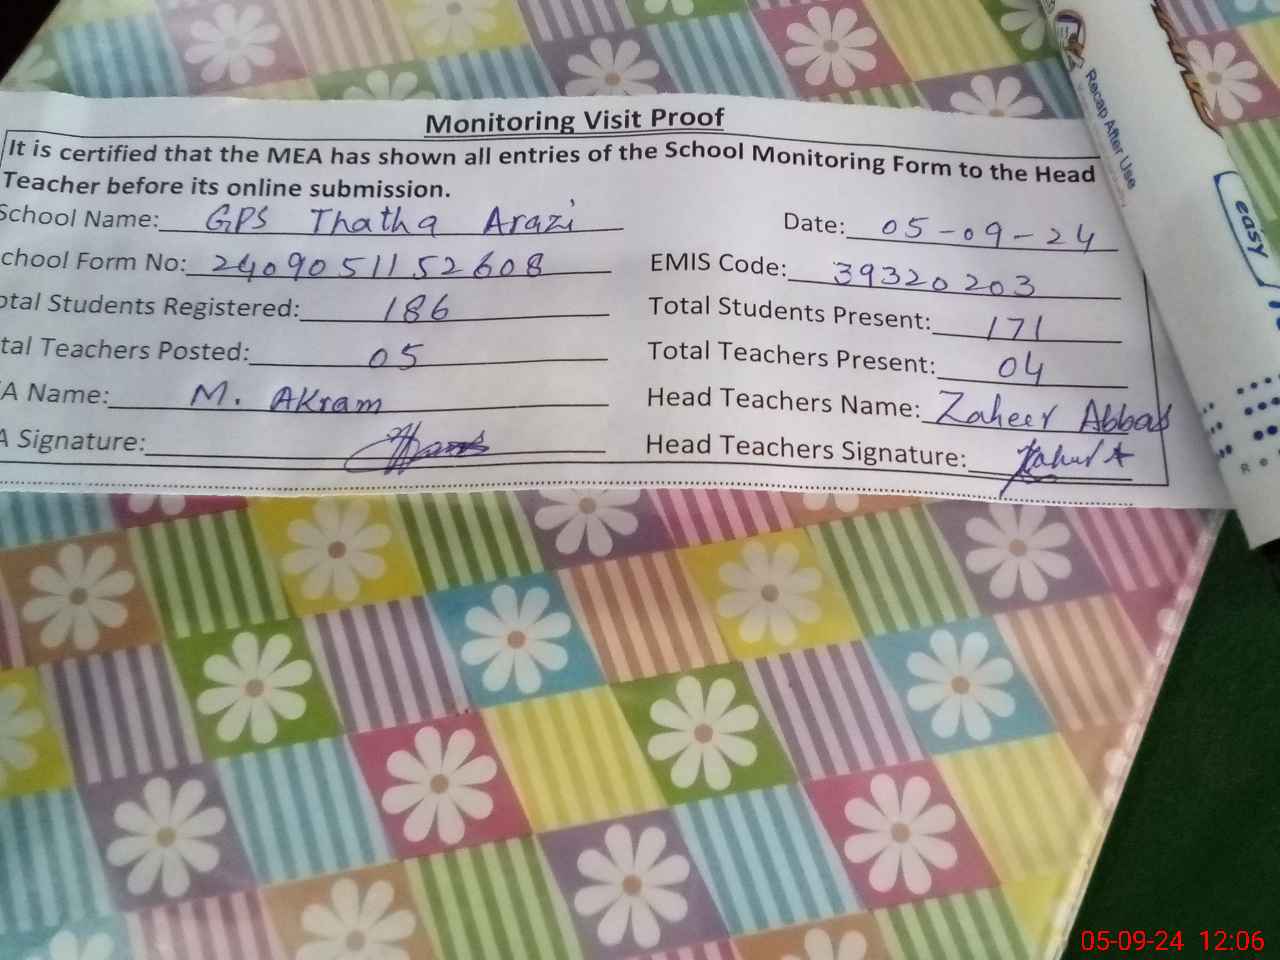 Monitoring Visit Proof
It is certified that the MEA has shown all entries of the School Monitoring Form to the Head
Teacher before its online submission.
School Name: GPS Thatha Arazi Date: 05-09-24
chool Form No: 2409051152608 EMIS Code: 39320203
otal Students Registered: 186 Total Students Present: 171
tal Teachers Posted: 05 Total Teachers Present: 04
A Name: M. AKram Head Teachers Name: Zaheer Abbas
A Signature: Head Teachers Signature:
Recap After Use
easy
05-09-24 12:06